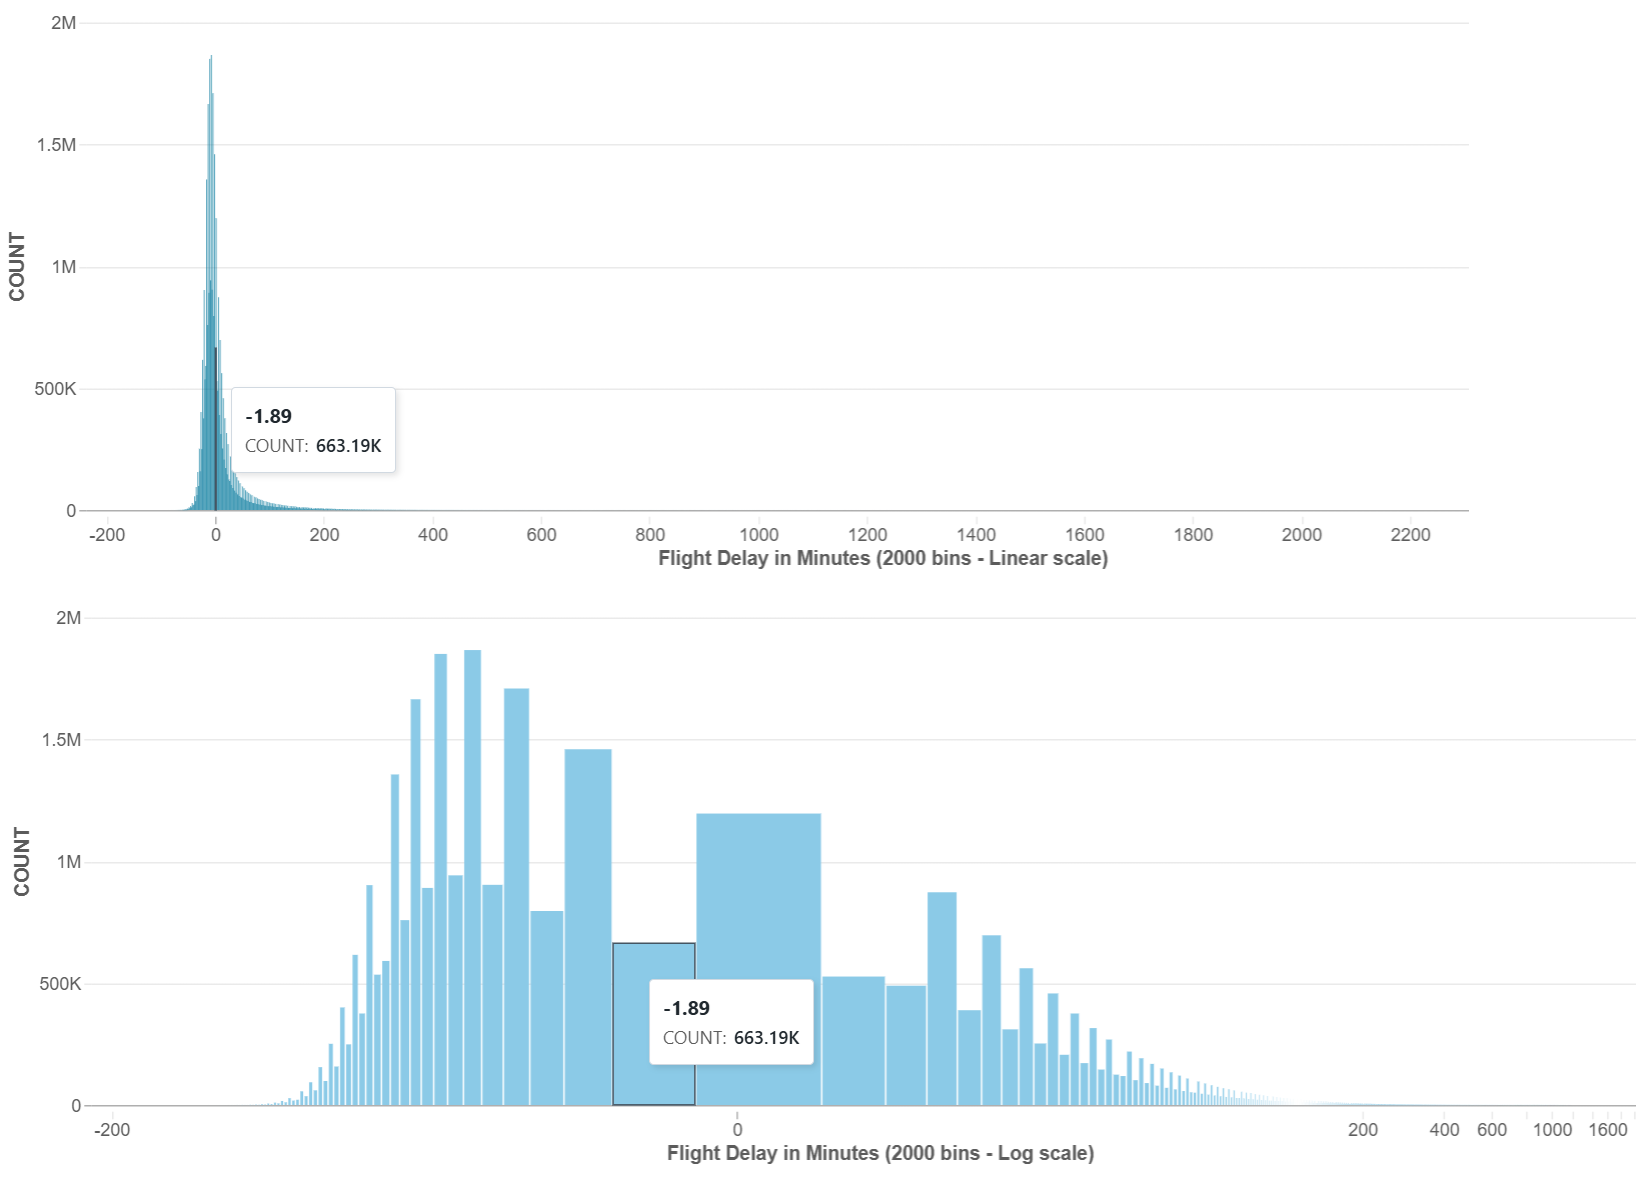 2M
1.5M
1M
500K
0
COUNT
-1.89
COUNT: 663.19K
-200 0 200 400 600 800 1000 1200 1400 1600 1800 2000 2200
Flight Delay in Minutes (2000 bins - Linear scale)
2M
1.5M
1M
500K
0
COUNT
-1.89
COUNT: 663.19K
-200 0 200 400 600 1000 1600
Flight Delay in Minutes (2000 bins - Log scale)